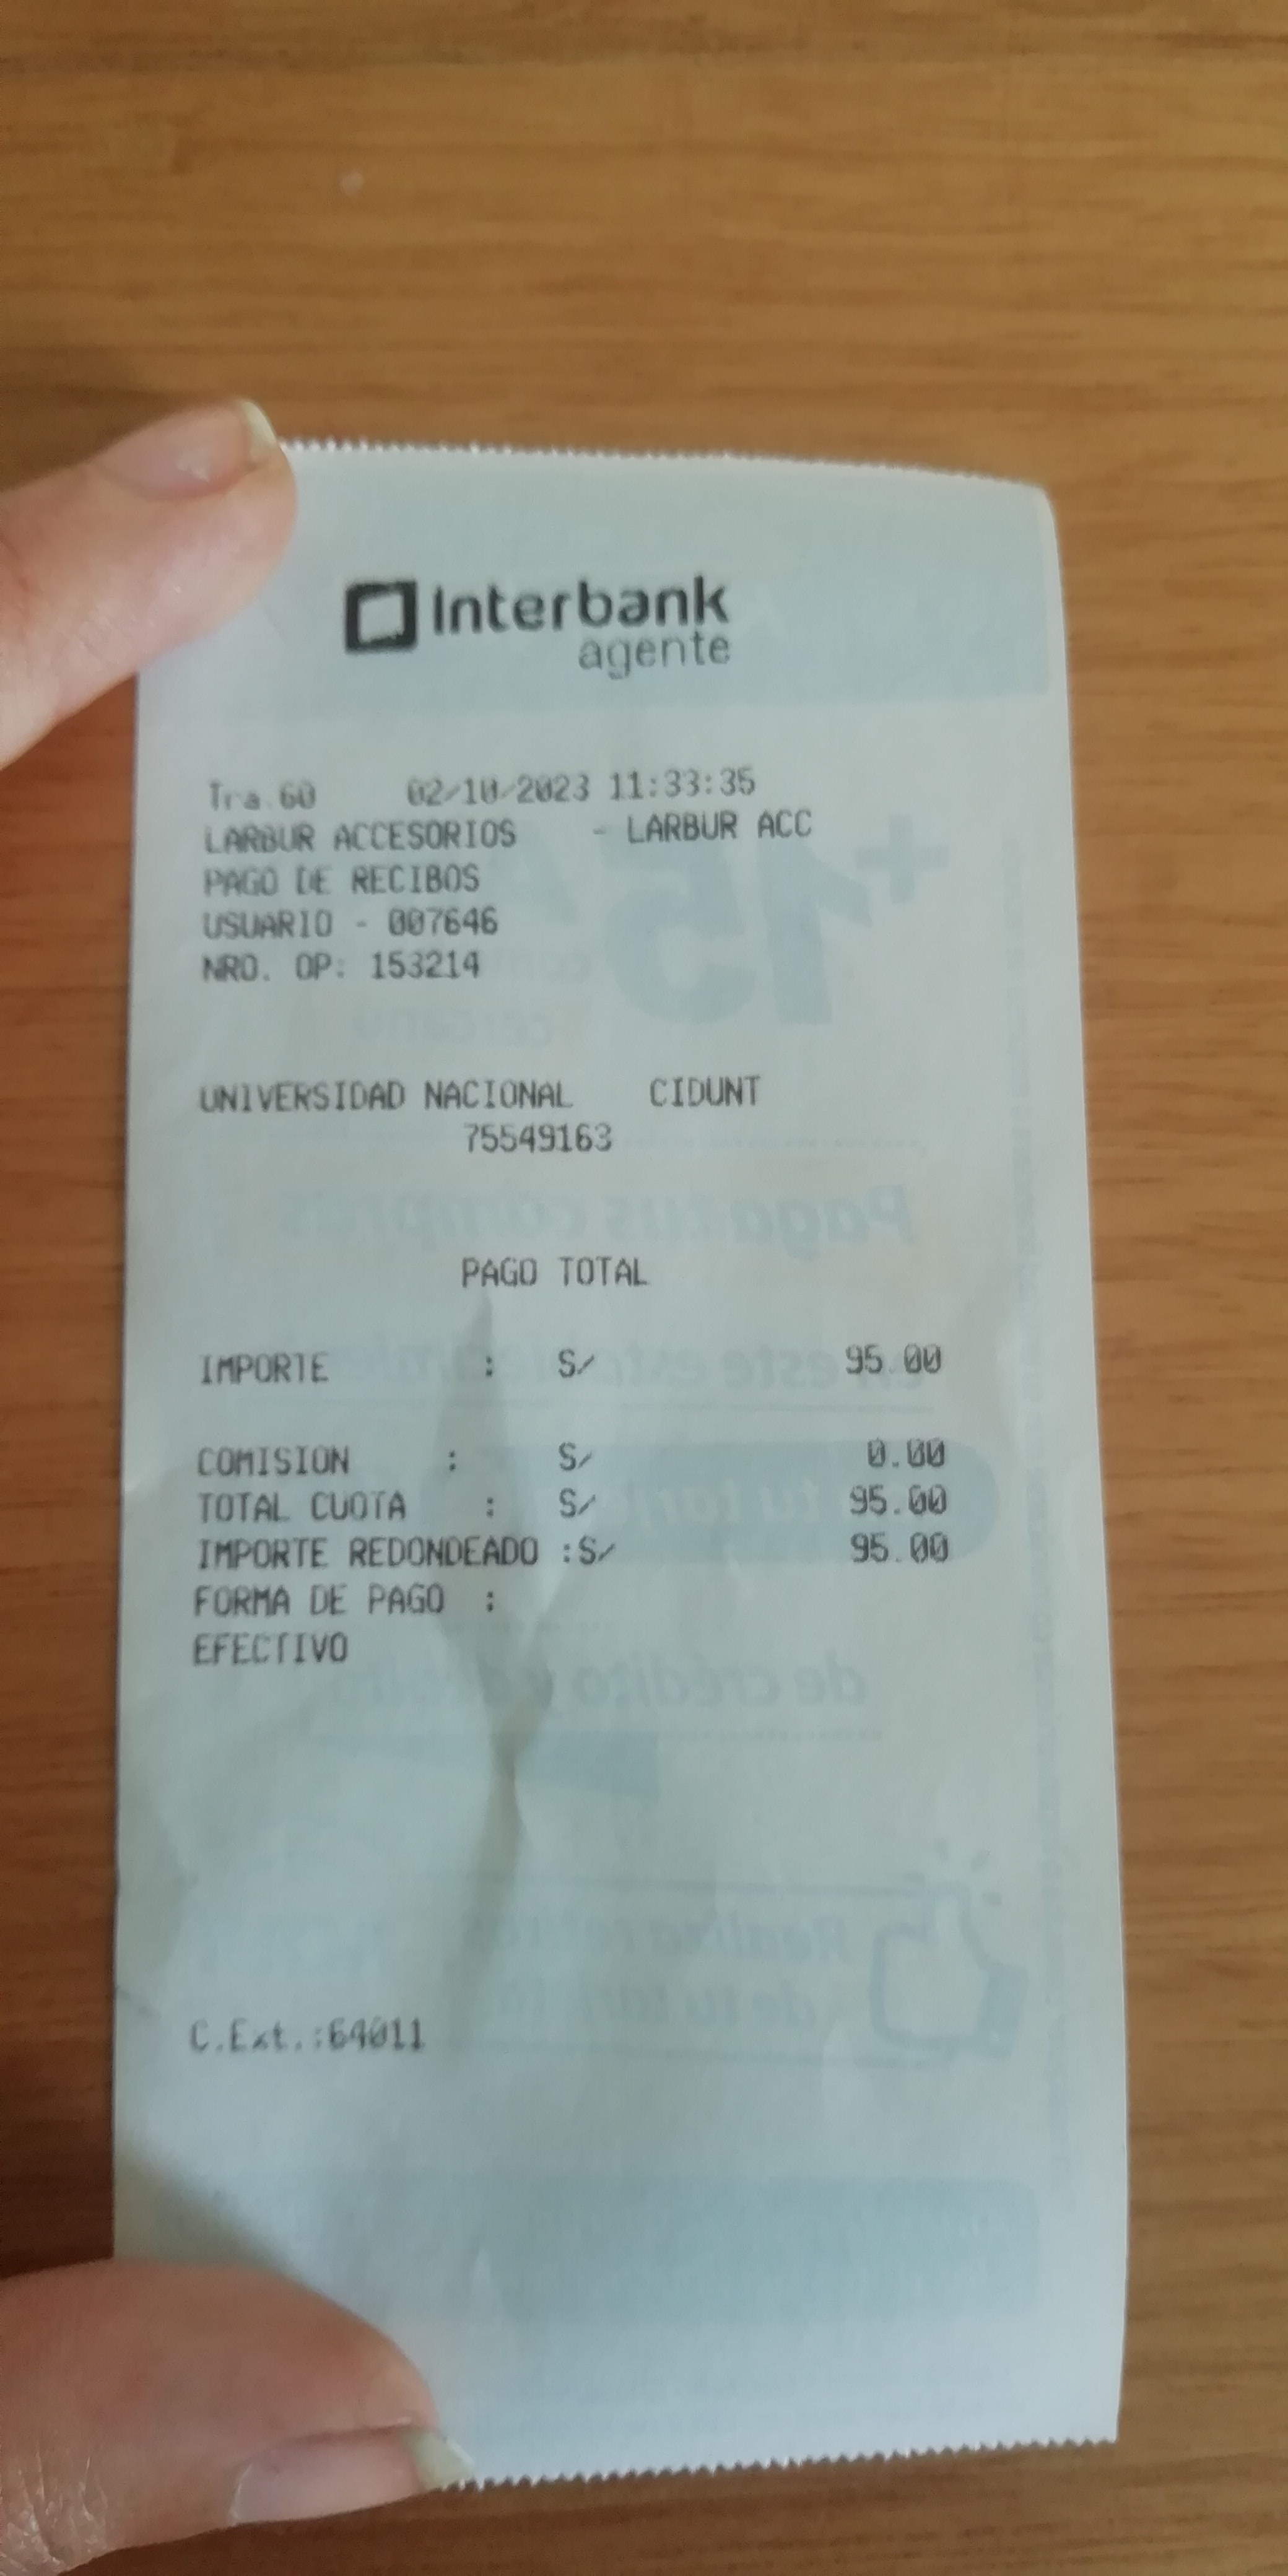 Interbank
agente
Tra.60 02/10/2023 11:33:35
LARBUR ACCESORIOS - LARBUR ACC
PAGO DE RECIBOS
USUARIO - 007646
NRO. OP: 153214
UNIVERSIDAD NACIONAL CIDUNT
75549163
PAGO TOTAL
IMPORTE : S/ 95.00
COMISION : S/ 0.00
TOTAL CUOTA : S/ 95.00
IMPORTE REDONDEADO :S/ 95.00
FORMA DE PAGO :
EFECTIVO
C.Ext.:64011